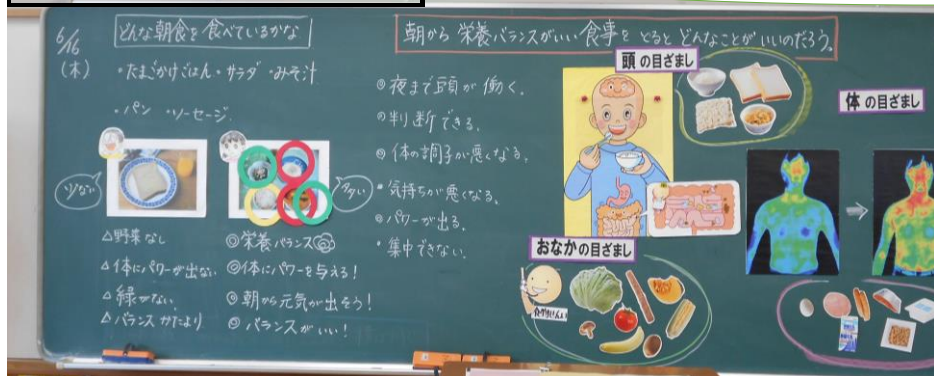 6/16
(木)
どんな朝食を食べているかな
・たまごかけごはん・サラダ・みそ汁
・パン ・ソーセージ
少ない
多い
△野菜なし
△体にパワーが出ない
△緑がない
△バランスかたより
◎栄養バランス
◎体にパワーを与える!
◎朝から元気が出そう!
◎バランスがいい!
朝から栄養バランスがいい食事をとるとどんなことがいいのだろう。
◎夜まで頭が働く。
◎判断できる。
◎体の調子が悪くなる。
・気持ちが悪くなる。
◎パワーが出る。
・集中できない。
頭の目ざまし
体の目ざまし
おなかの目ざまし